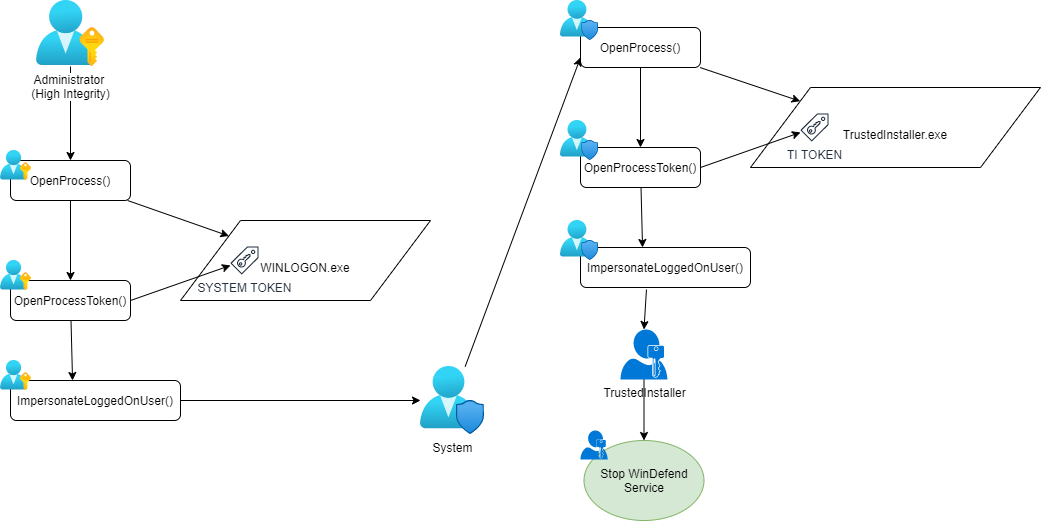 Administrator
(High Integrity)
OpenProcess()
WINLOGON.exe
SYSTEM TOKEN
OpenProcessToken()
ImpersonateLoggedOnUser()
System
OpenProcess()
TrustedInstaller.exe
TI TOKEN
OpenProcessToken()
ImpersonateLoggedOnUser()
TrustedInstaller
Stop WinDefend
Service